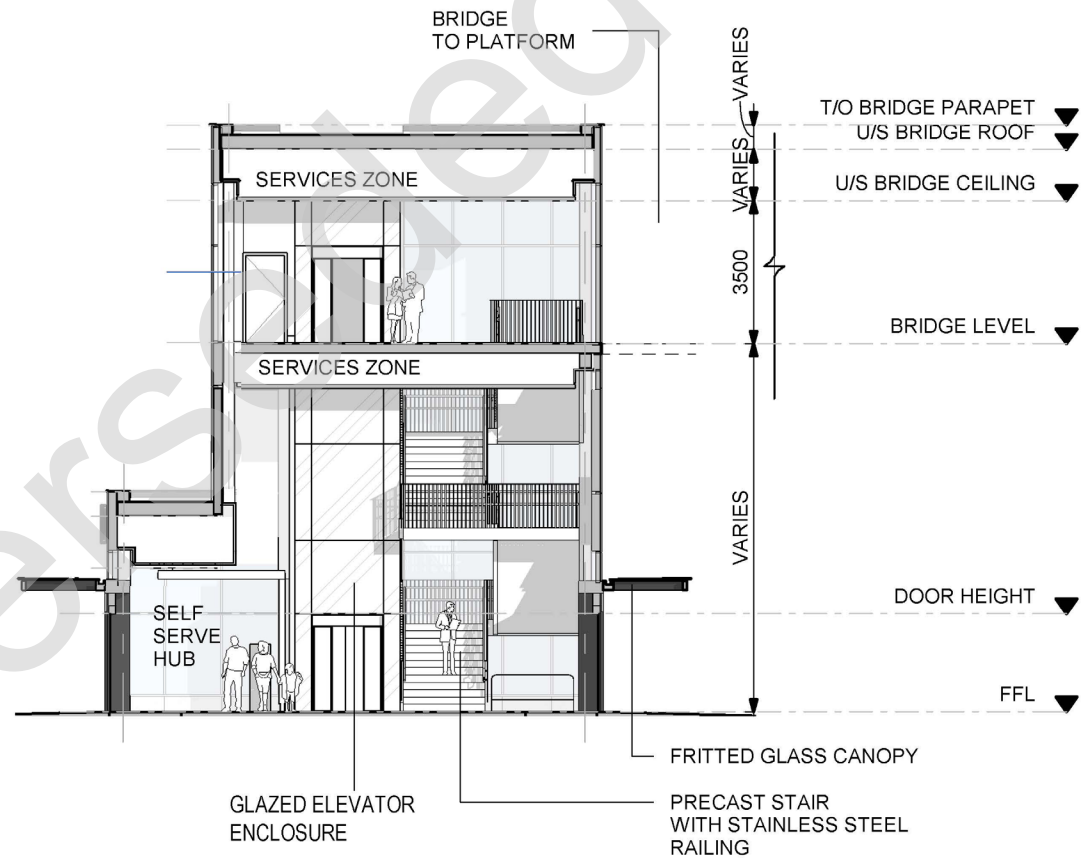 BRIDGE
TO PLATFORM
VARIES
T/O BRIDGE PARAPET
U/S BRIDGE ROOF
SERVICES ZONE
VARIES
U/S BRIDGE CEILING
3500
BRIDGE LEVEL
SERVICES ZONE
VARIES
DOOR HEIGHT
SELF
SERVE
HUB
FFL
FRITTED GLASS CANOPY
GLAZED ELEVATOR
ENCLOSURE
PRECAST STAIR
WITH STAINLESS STEEL
RAILING
erseded